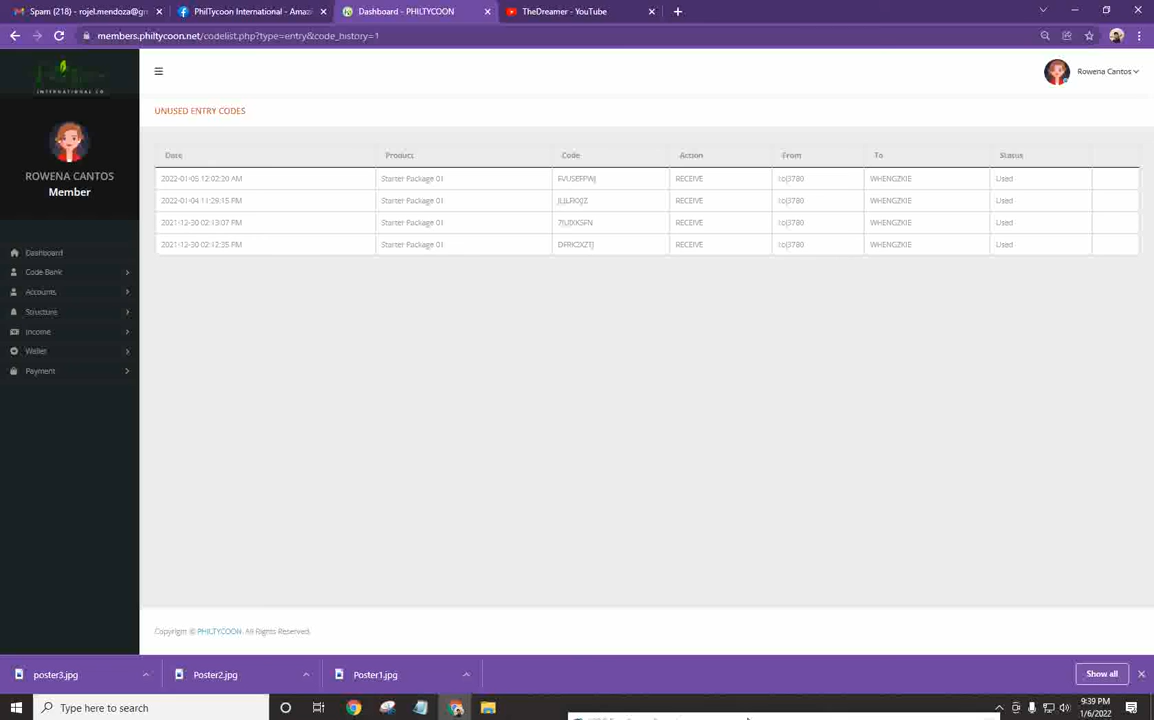 Spam (218) - rojel.mendoza@gr
PhilTycoon International - Amaz
Dashboard - PHILTYCOON
TheDreamer - YouTube
members.philtycoon.net/codelist.php?type=entry&code_history=1
INTERNATIONAL CO
Rowena Cantos
UNUSED ENTRY CODES
ROWENA CANTOS
Member
Dashboard
Code Bank
Accounts
Structure
Income
Wallet
Payment
Date Product Code Action From To Status
2022-01-05 12:02:20 AM Starter Package 01 RECEIVE WHENGZKIE Used
2022-01-04 11:29:15 PM Starter Package 01 RECEIVE WHENGZKIE Used
2021-12-30 02:13:07 PM Starter Package 01 RECEIVE WHENGZKIE Used
2021-12-30 02:12:35 PM Starter Package 01 RECEIVE WHENGZKIE Used
Copyright © PHILTYCOON. All Rights Reserved.
poster3.jpg
Poster2.jpg
Poster1.jpg
Show all
Type here to search
9:39 PM
1/6/2022